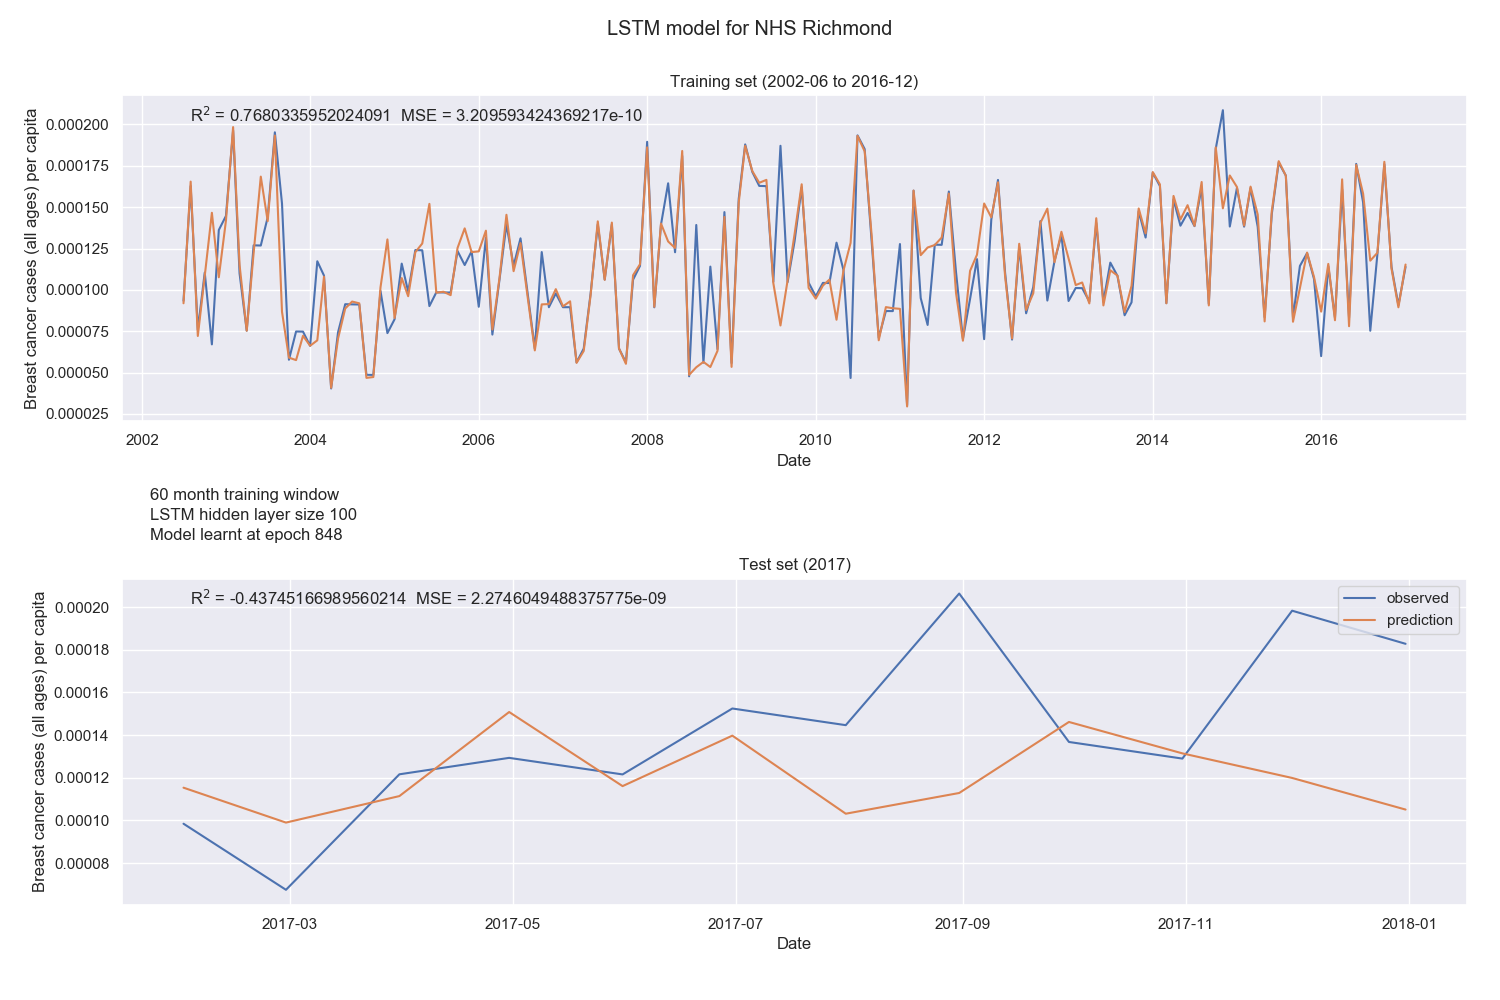 LSTM model for NHS Richmond
Training set (2002-06 to 2016-12)
R² = 0.7680335952024091 MSE = 3.209593424369217e-10
Breast cancer cases (all ages) per capita
0.000200
0.000175
0.000150
0.000125
0.000100
0.000075
0.000050
0.000025
2002 2004 2006 2008 2010 2012 2014 2016
Date
60 month training window
LSTM hidden layer size 100
Model learnt at epoch 848
Test set (2017)
R² = -0.43745166989560214 MSE = 2.2746049488375775e-09
observed
prediction
Breast cancer cases (all ages) per capita
0.00020
0.00018
0.00016
0.00014
0.00012
0.00010
0.00008
2017-03 2017-05 2017-07 2017-09 2017-11 2018-01
Date